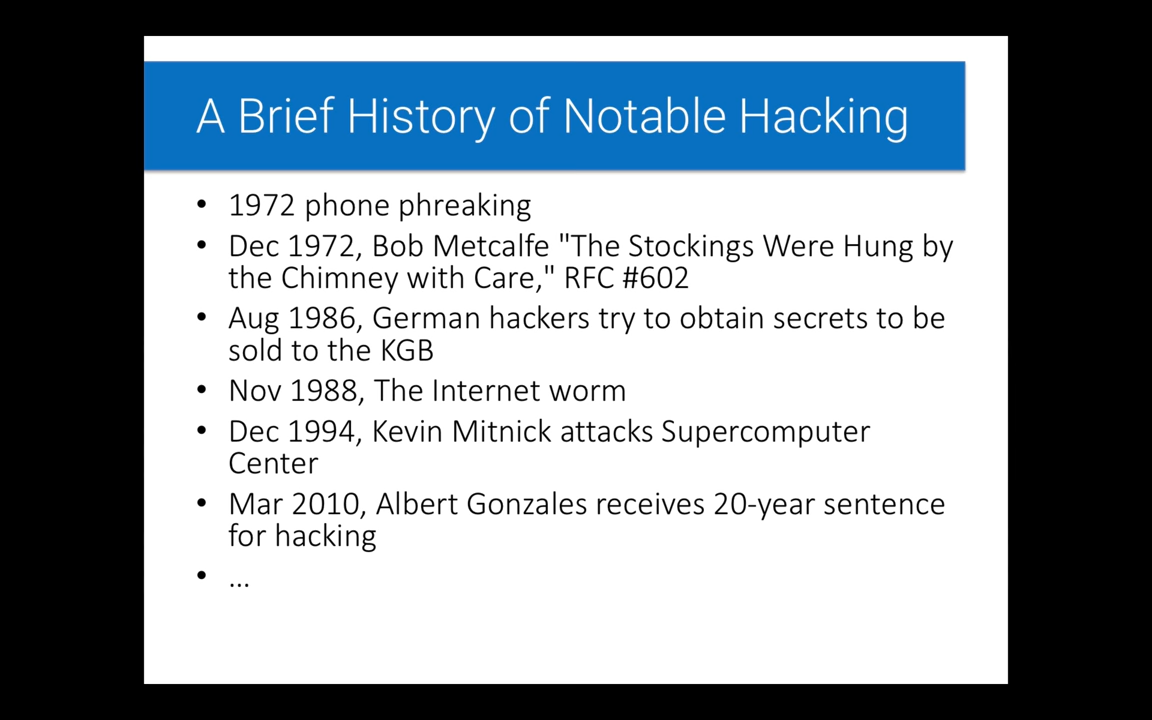 A Brief History of Notable Hacking
• 1972 phone phreaking
• Dec 1972, Bob Metcalfe "The Stockings Were Hung by
the Chimney with Care," RFC #602
• Aug 1986, German hackers try to obtain secrets to be
sold to the KGB
• Nov 1988, The Internet worm
• Dec 1994, Kevin Mitnick attacks Supercomputer
Center
• Mar 2010, Albert Gonzales receives 20-year sentence
for hacking
• ...